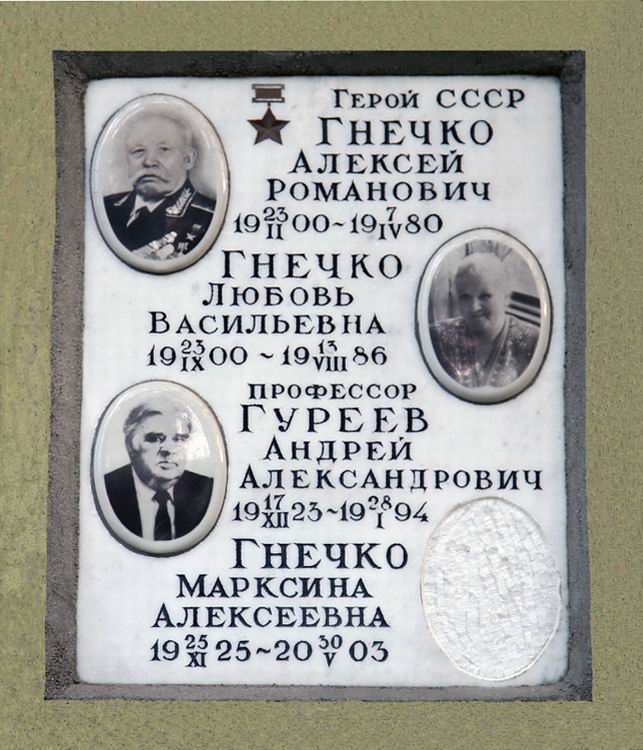 Герой СССР
Гнечко
Алексей
Романович
19 23/II 00 ~ 19 7/IV 80
Гнечко
Любовь
Васильевна
19 23/IX 00 ~ 19 13/VIII 86
профессор
Гуреев
Андрей
Александрович
19 17/XII 23 ~ 19 28/I 94
Гнечко
Марксина
Алексеевна
19 25/XI 25 ~ 20 30/V 03